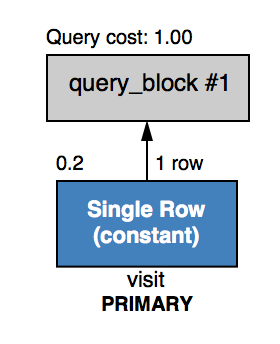 Query cost: 1.00
query_block #1
0.2 1 row
Single Row
(constant)
visit
PRIMARY